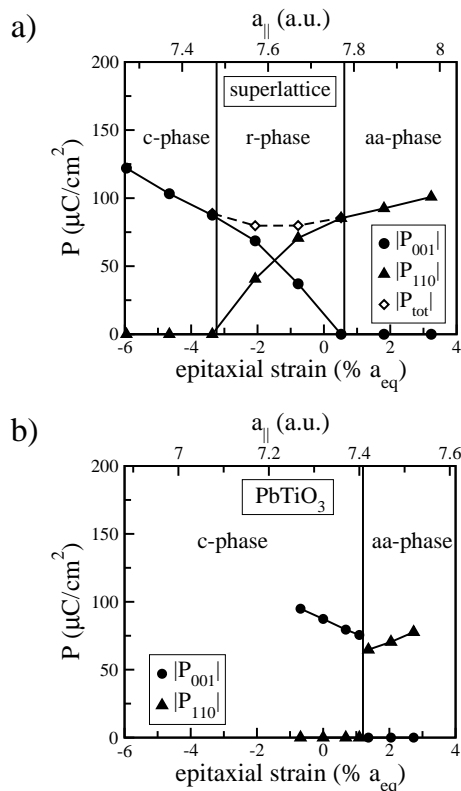 a)
a|| (a.u.)
7.4 7.6 7.8 8
200
150
100
50
0
P (μC/cm²)
superlattice
c-phase r-phase aa-phase
|P001|
|P110|
|Ptot|
-6 -4 -2 0 2 4
epitaxial strain (% aeq)
b)
a|| (a.u.)
7 7.2 7.4 7.6
200
150
100
50
0
P (μC/cm²)
PbTiO3
c-phase aa-phase
|P001|
|P110|
-6 -4 -2 0 2 4
epitaxial strain (% aeq)